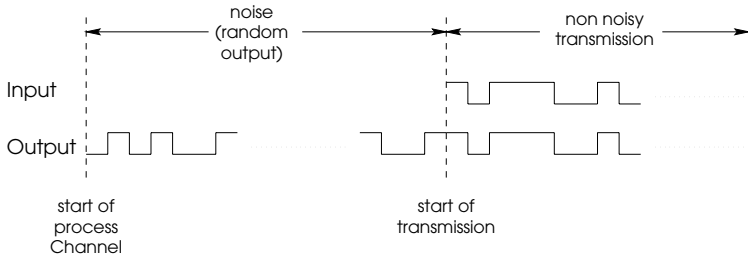 noise
(random
output)
non noisy
transmission
Input
Output
start of
process
Channel
start of
transmission